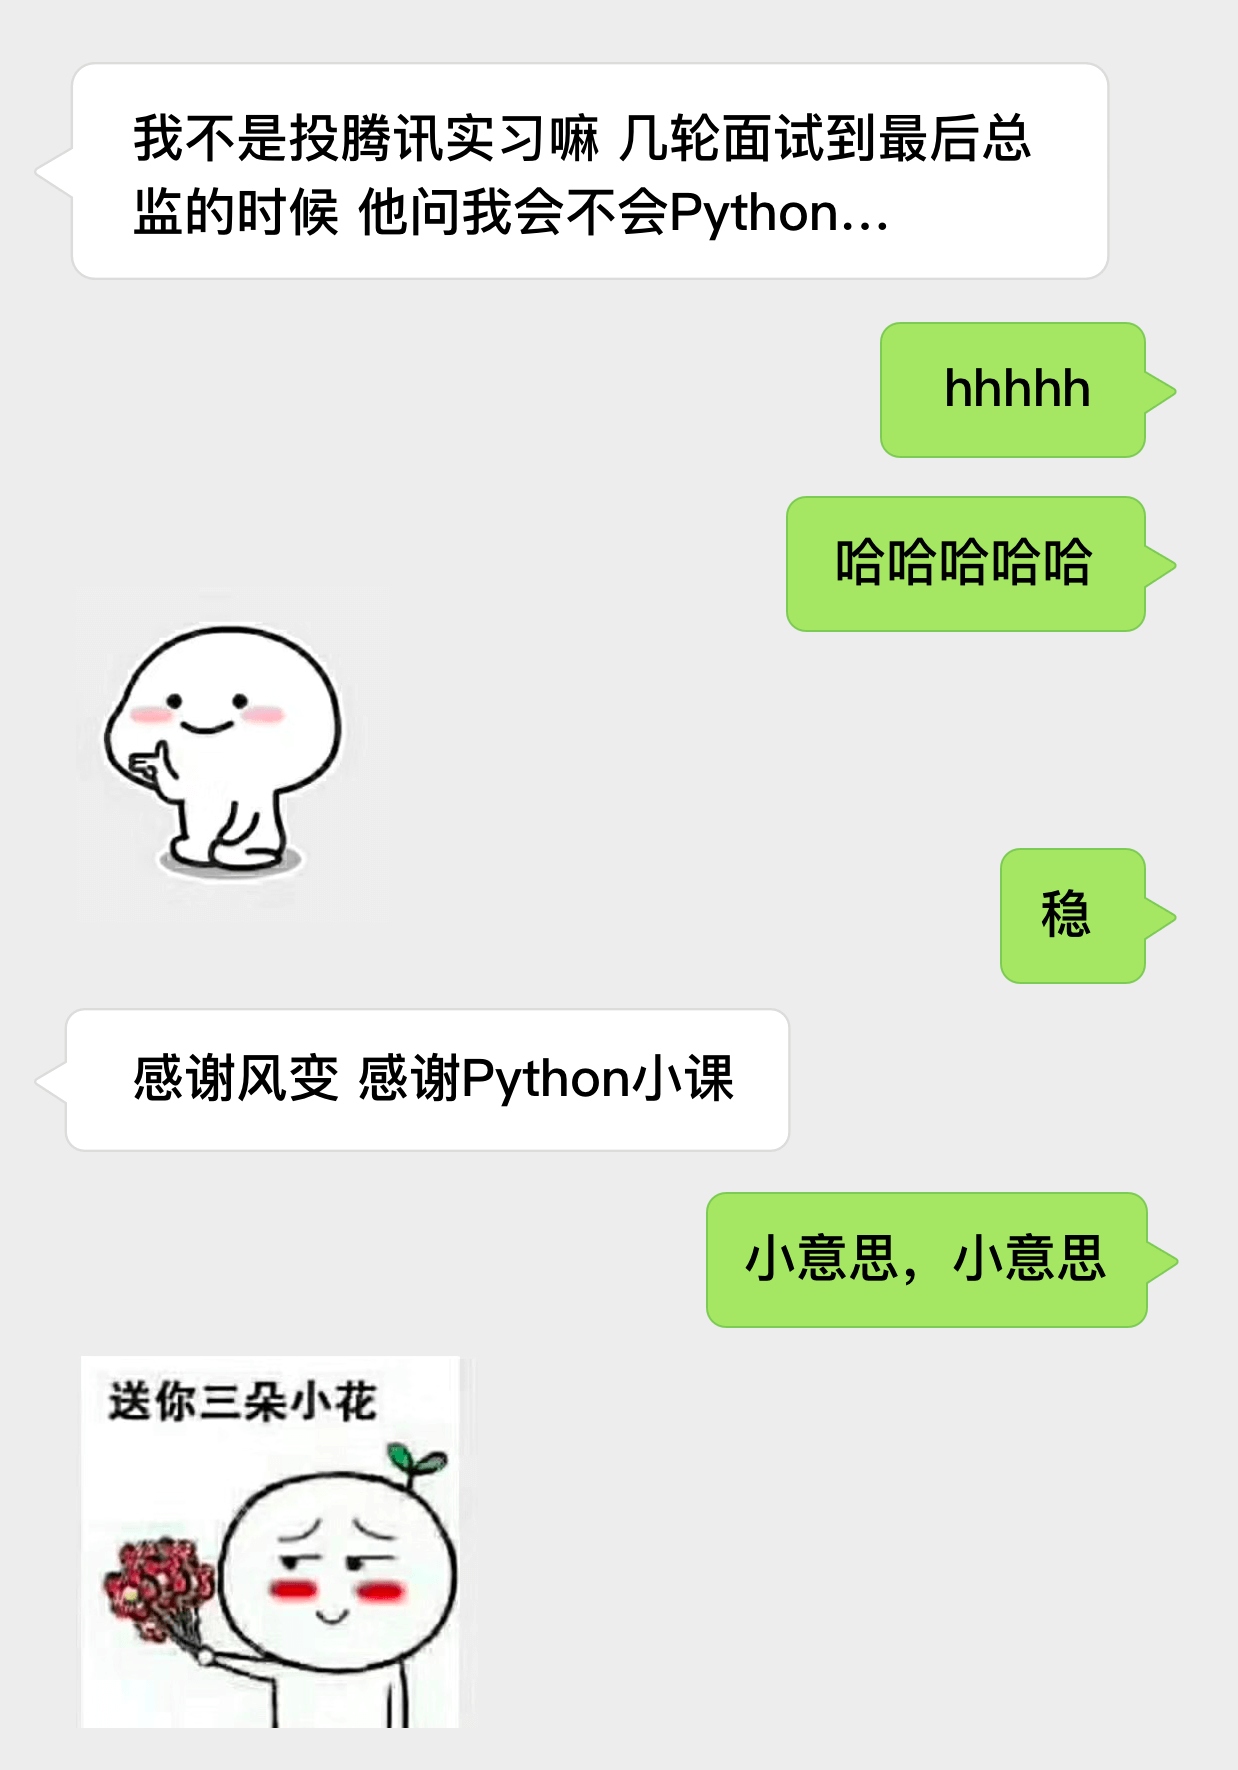 我不是投腾讯实习嘛 几轮面试到最后总
监的时候 他问我会不会Python...
hhhhh
哈哈哈哈哈
稳
感谢风变 感谢Python小课
小意思，小意思
送你三朵小花